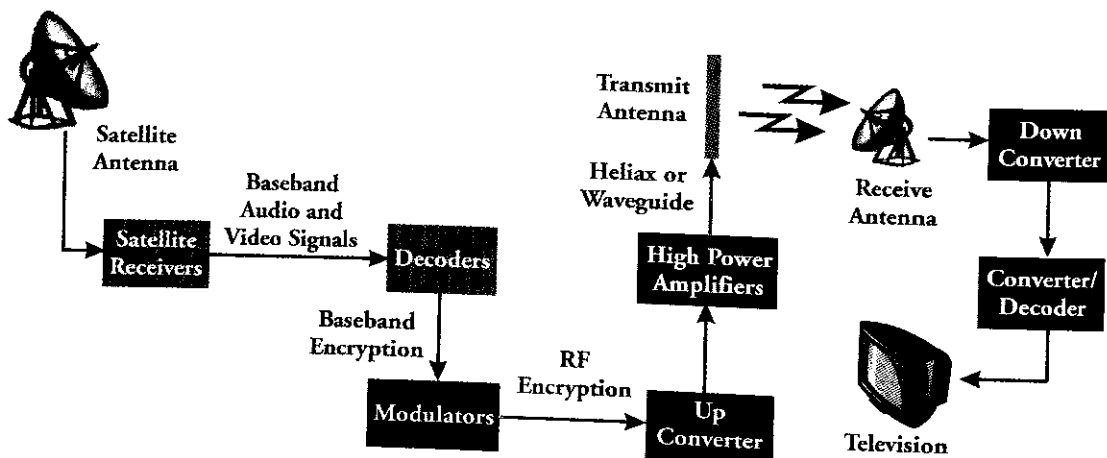 Satellite
Antenna
Satellite
Receivers
Baseband
Audio and
Video Signals
Decoders
Baseband
Encryption
Modulators
RF
Encryption
Up
Converter
High Power
Amplifiers
Heliax or
Waveguide
Transmit
Antenna
Receive
Antenna
Down
Converter
Converter/
Decoder
Television